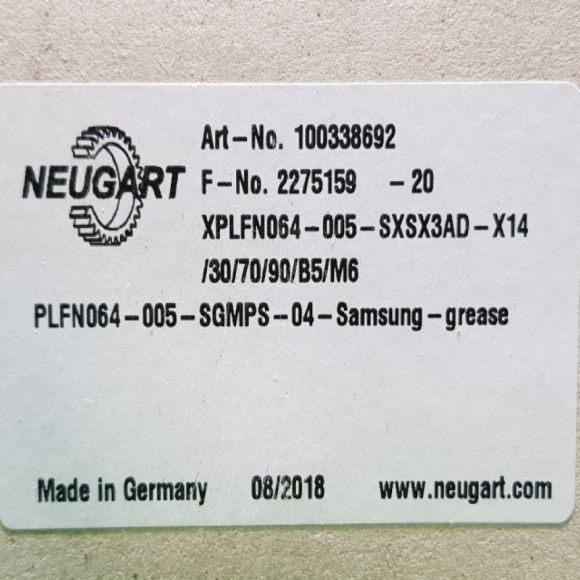 NEUGART
Art-No. 100338692
F-No. 2275159 -20
XPLFN064-005-SXSX3AD-X14
/30/70/90/B5/M6
PLFN064-005-SGMPS-04-Samsung-grease
Made in Germany 08/2018 www.neugart.com